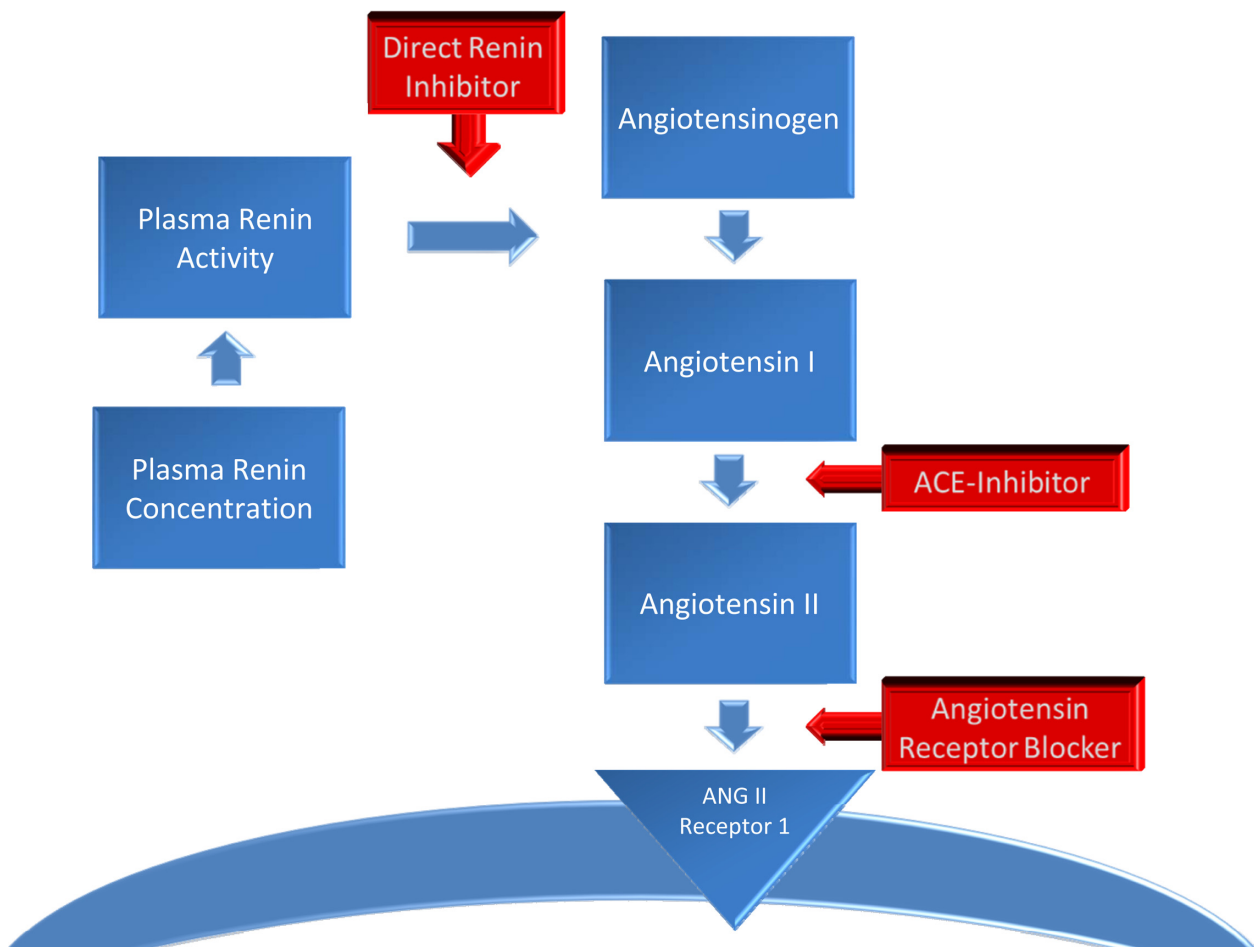 Direct Renin
Inhibitor
Angiotensinogen
Plasma Renin
Activity
Angiotensin I
Plasma Renin
Concentration
ACE-Inhibitor
Angiotensin II
Angiotensin
Receptor Blocker
ANG II
Receptor 1